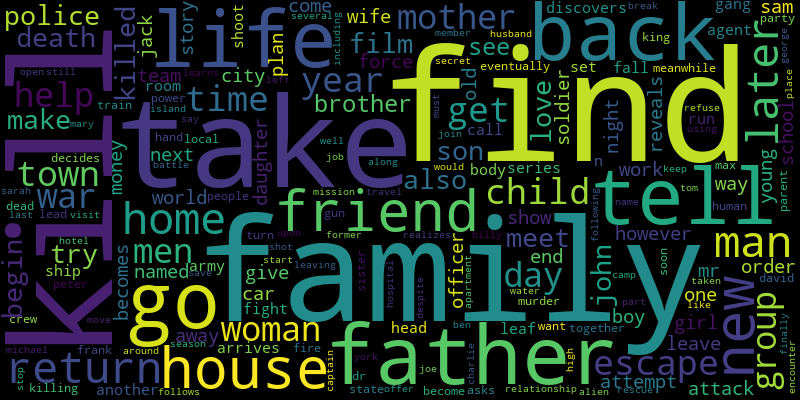 police
jack
life
story
shoot
plan
wife
come
several
including
film
force
mother
see
discovers
break
back
gang
agent
king
sam
party
george
death
killed
husband
member
secret
eventually
set
fall
meanwhile
place
open
still
team
learns
left
city
year
find
later
help
room
power
island
say
time
brother
get
old
love
soldier
night
reveals
refuse
run
using
school
make
train
mary
take
hand
local
battle
daughter
son
must
join
call
n
decides
town
money
next
well
job
along
would
body
series
work
max
keep
way
young
parent
sarah
dead
war
last
lead
visit
world
people
also
child
tell
tom
human
kill
home
friend
mission
travel
gun
show
name
begin
hotel
try
ship
becomes
men
named
army
save
family
turn
upon
former
realizes
billy
meet
however
man
start
shot
leaving
give
end
officer
day
john
following
camp
soon
mr
order
david
peter
crew
move
go
car
fight
sister
hospital
despite
apartment
water
murder
part
taken
one
like
new
group
finally
encounter
michael
frank
around
away
season
woman
fire
head
ben
leaf
want
together
boy
girl
leave
return
stop
killing
another
follows
arrives
house
captain
york
dr
state
offer
father
joe
become
charlie
asks
high
relationship
alien
rescue
escape
attempt
attack